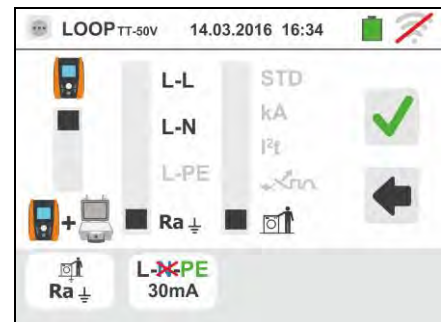 LOOP TT-50V 14.03.2016 16:34
L-L STD
L-N kA
I²t
L-PE
+
Ra
Ra L-N-PE
30mA